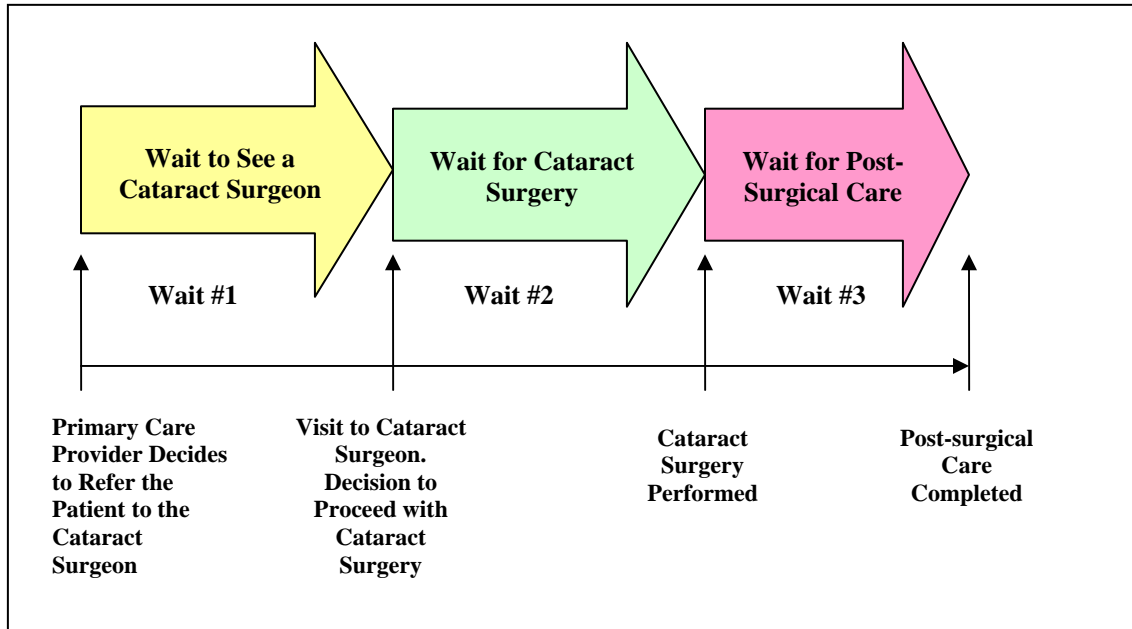 Wait to See a
Cataract Surgeon
Wait for Cataract
Surgery
Wait for Post-
Surgical Care
Wait #1
Wait #2
Wait #3
Primary Care
Provider Decides
to Refer the
Patient to the
Cataract
Surgeon
Visit to Cataract
Surgeon.
Decision to
Proceed with
Cataract
Surgery
Cataract
Surgery
Performed
Post-surgical
Care
Completed